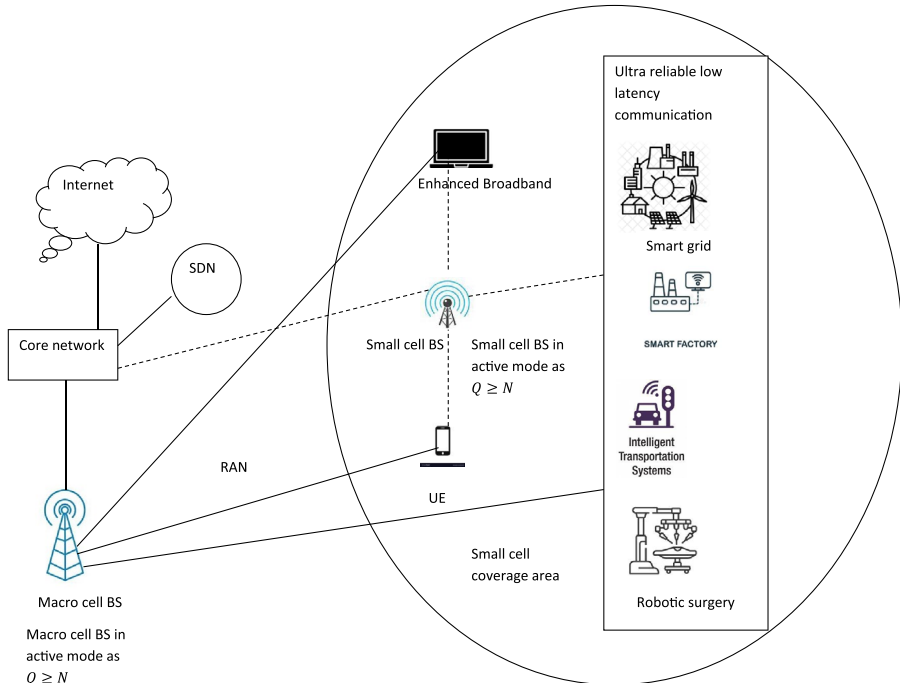 Ultra reliable low
latency
communication
Internet
Enhanced Broadband
Smart grid
SDN
Core network
Small cell BS
Small cell BS in
active mode as
Q ≥ N
SMART FACTORY
Intelligent
Transportation
Systems
RAN
UE
Small cell
coverage area
Macro cell BS
Robotic surgery
Macro cell BS in
active mode as
Q ≥ N